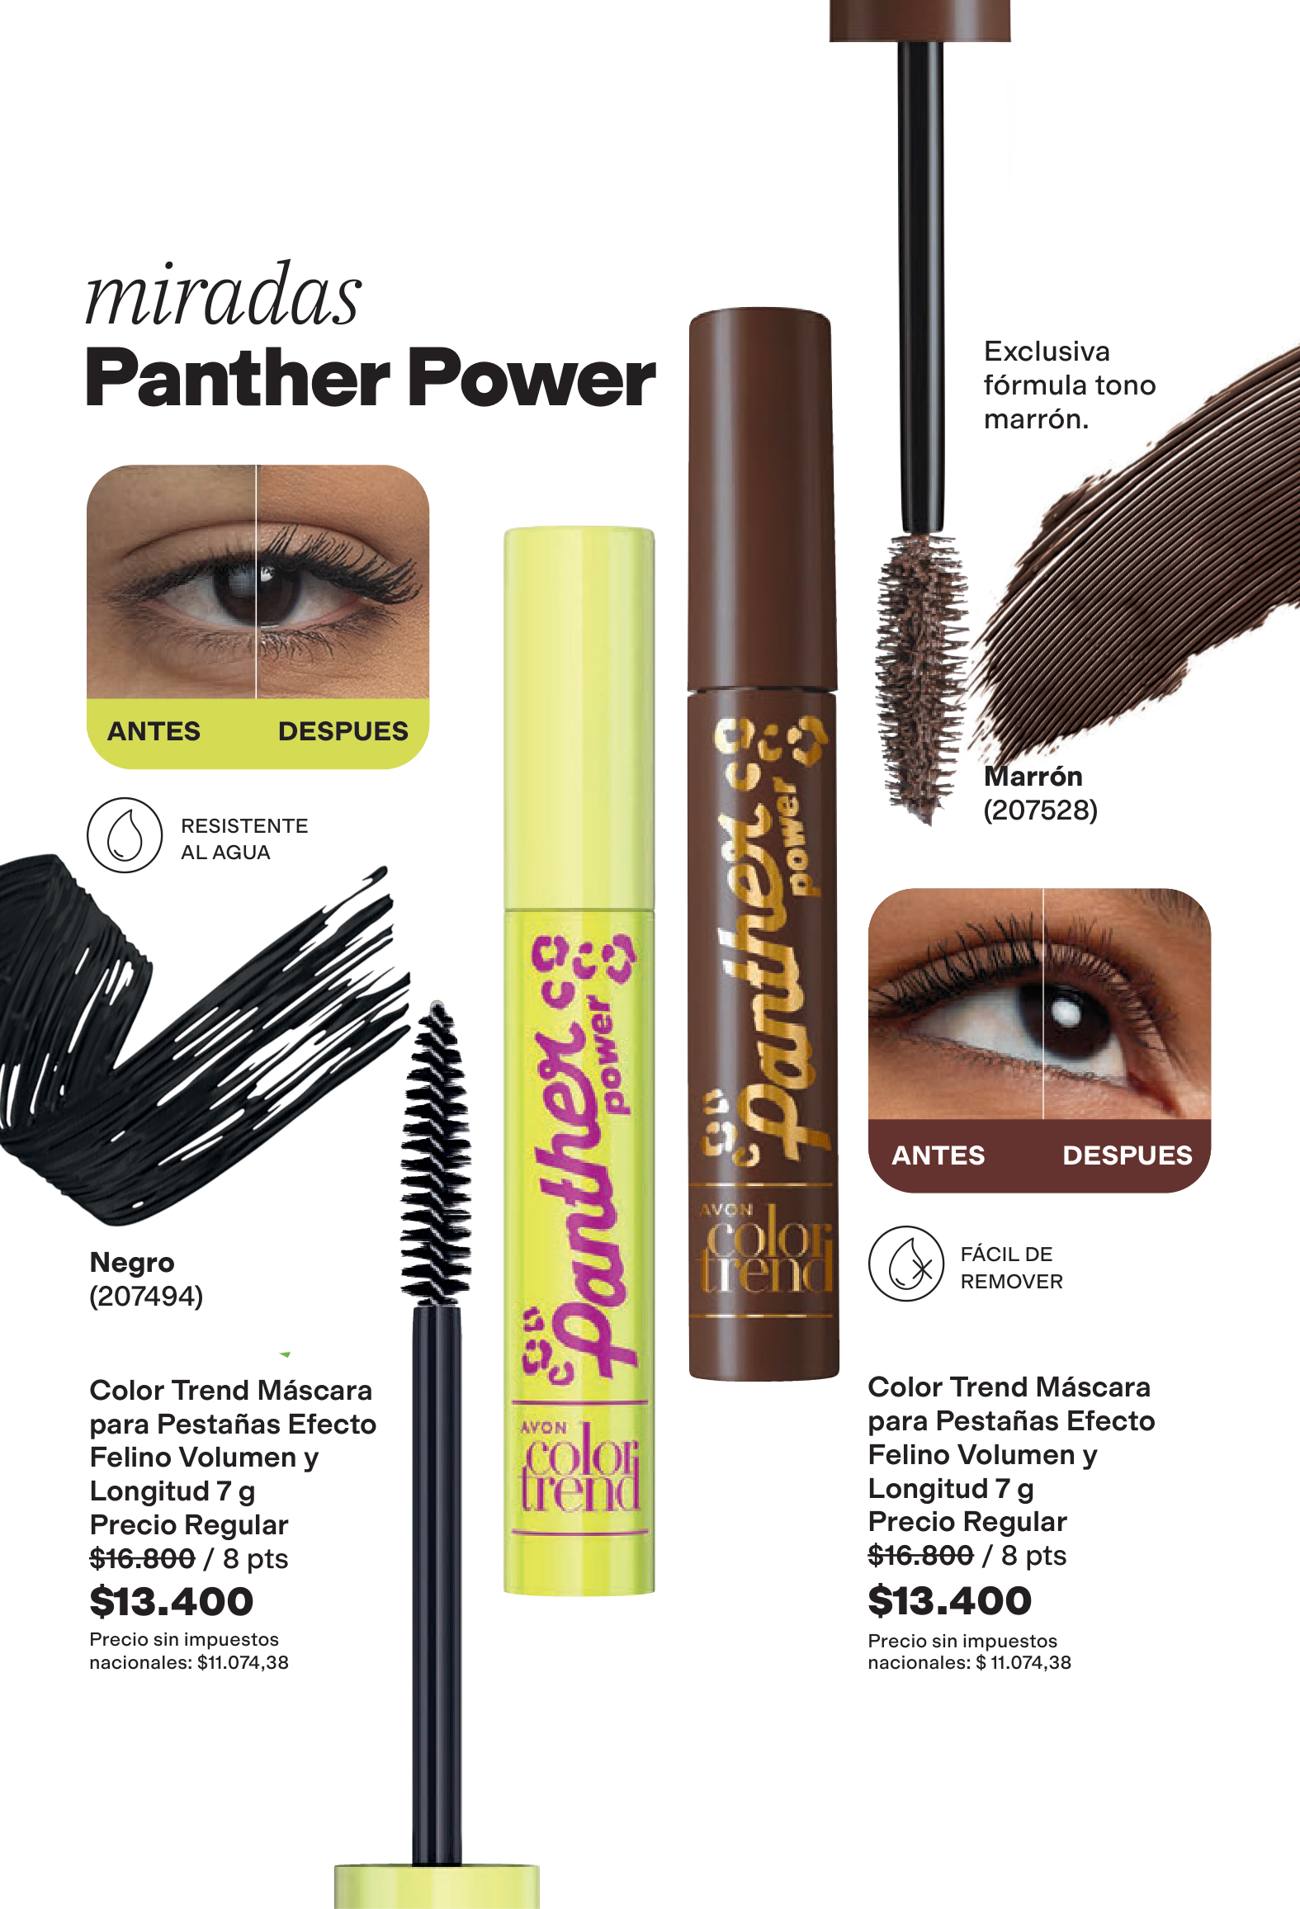 miradas
Panther Power
Exclusiva
fórmula tono
marrón.
ANTES
DESPUES
RESISTENTE
AL AGUA
Negro
(207494)
Color Trend Máscara
para Pestañas Efecto
Felino Volumen y
Longitud 7 g
Precio Regular
$16.800 / 8 pts
$13.400
Precio sin impuestos
nacionales: $11.074,38
Panther
power
AVON
color
trend
Panther
power
AVON
color
trend
Marrón
(207528)
ANTES
DESPUES
FÁCIL DE
REMOVER
Color Trend Máscara
para Pestañas Efecto
Felino Volumen y
Longitud 7 g
Precio Regular
$16.800 / 8 pts
$13.400
Precio sin impuestos
nacionales: $ 11.074,38